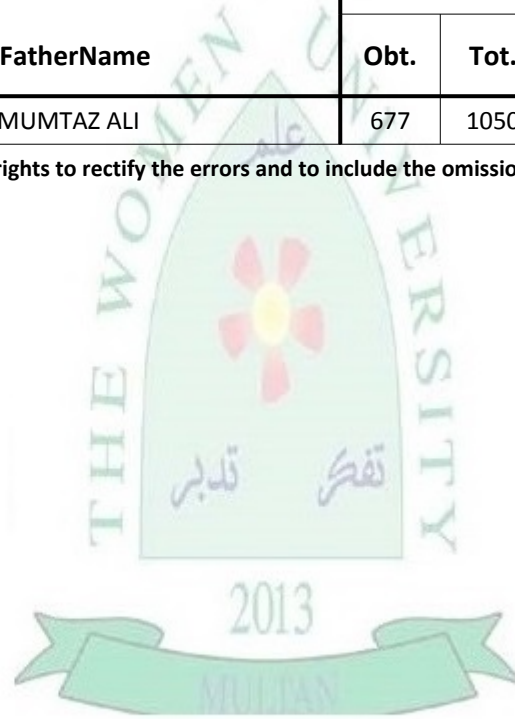 FatherName Obt. Tot.
MUMTAZ ALI 677 1050
rights to rectify the errors and to include the omissio
THE WOMEN UNIVERSITY
علم
تفکر تدبر
2013
MULTAN